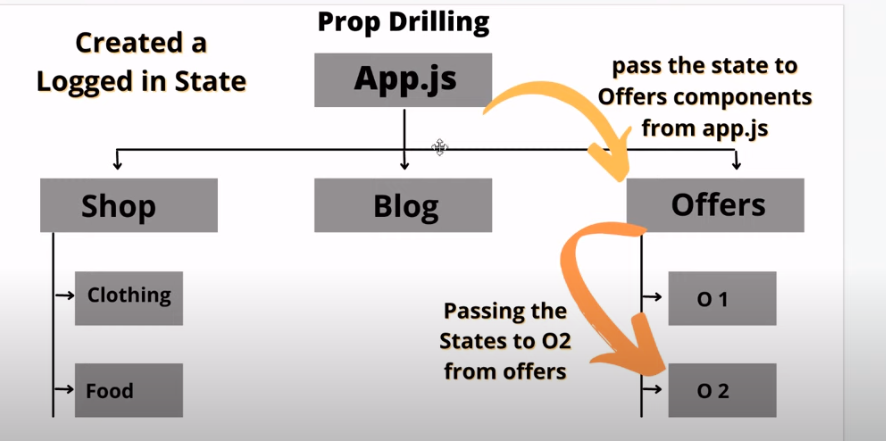 Prop Drilling
Created a
Logged in State
App.js
pass the state to
Offers components
from app.js
Shop
Blog
Offers
Clothing
O 1
Passing the
States to O2
from offers
Food
O 2